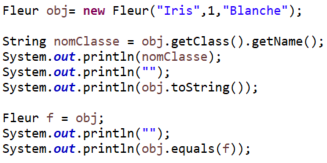 Fleur obj= new Fleur("Iris",1,"Blanche");
String nomClasse = obj.getClass().getName();
System.out.println(nomClasse);
System.out.println("");
System.out.println(obj.toString());
Fleur f = obj;
System.out.println("");
System.out.println(obj.equals(f));